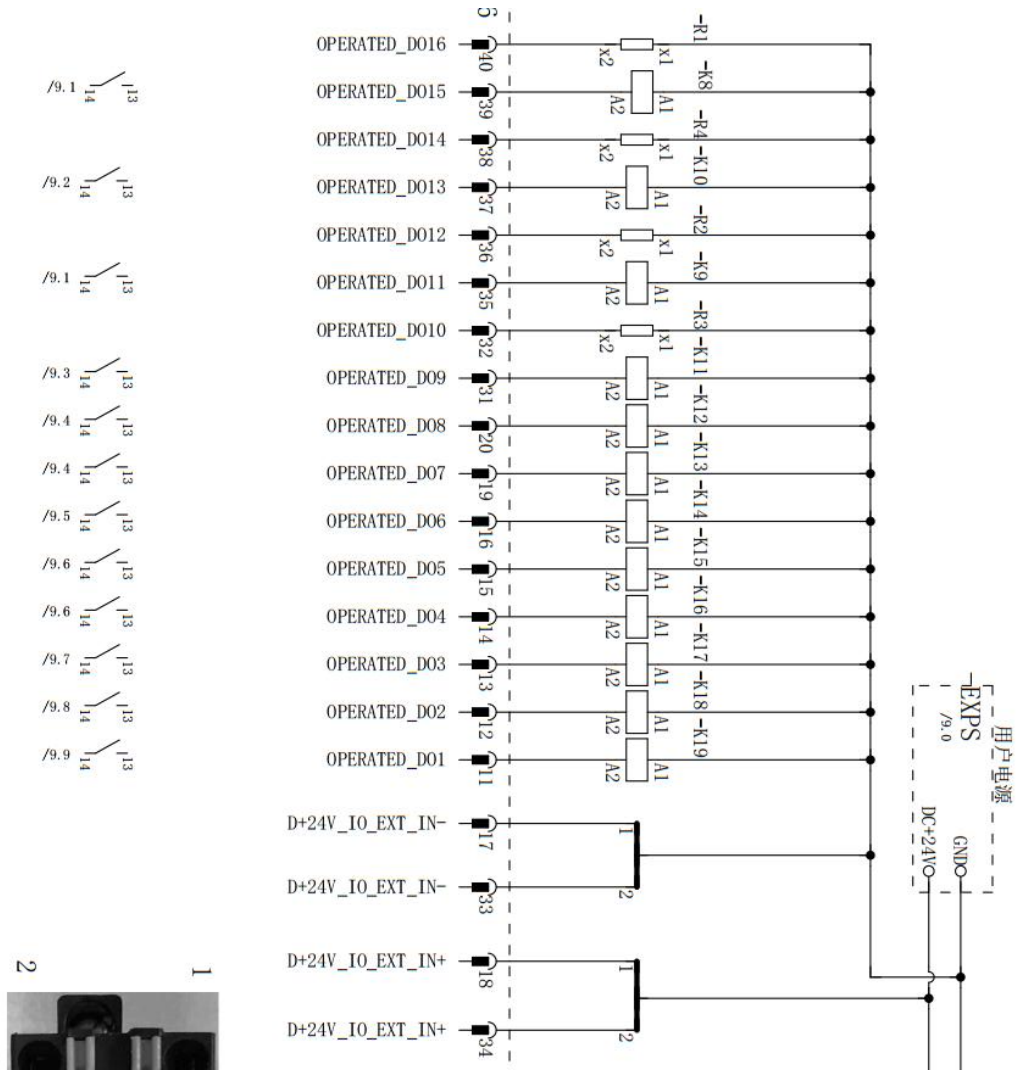 5
OPERATED_DO16 40 x2 x1 -R1
/9.1 14 13 OPERATED_DO15 39 A2 A1 -K8
OPERATED_DO14 38 x2 x1 -R4
/9.2 14 13 OPERATED_DO13 37 A2 A1 -K10
OPERATED_DO12 36 x2 x1 -R2
/9.1 14 13 OPERATED_DO11 35 A2 A1 -K9
OPERATED_DO10 32 x2 x1 -R3
/9.3 14 13 OPERATED_DO9 31 A2 A1 -K11
/9.4 14 13 OPERATED_DO8 20 A2 A1 -K12
/9.4 14 13 OPERATED_DO7 19 A2 A1 -K13
/9.5 14 13 OPERATED_DO6 16 A2 A1 -K14
/9.6 14 13 OPERATED_DO5 15 A2 A1 -K15
/9.6 14 13 OPERATED_DO4 14 A2 A1 -K16
/9.7 14 13 OPERATED_DO3 13 A2 A1 -K17
/9.8 14 13 OPERATED_DO2 12 A2 A1 -K18
/9.9 14 13 OPERATED_DO1 11 A2 A1 -K19
用户电源
-EXPS
/9.0
DC+24V
GND
D+24V_IO_EXT_IN- 17 1
D+24V_IO_EXT_IN- 33 2
D+24V_IO_EXT_IN+ 18 1
D+24V_IO_EXT_IN+ 34 2
2 1